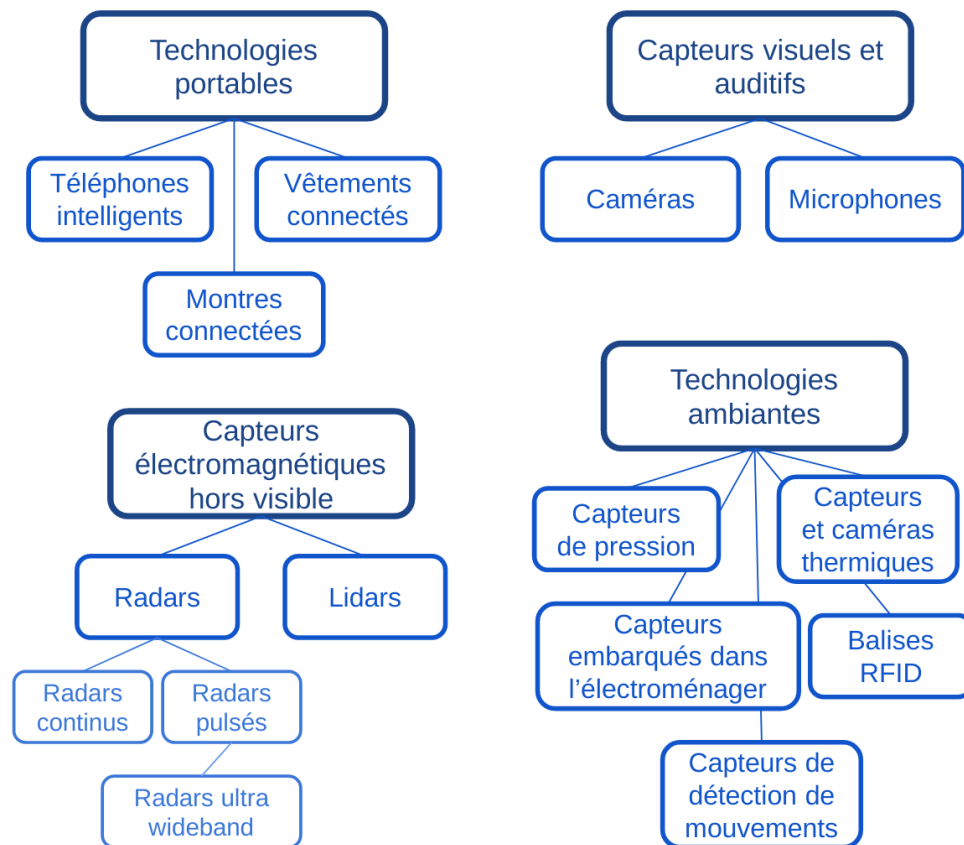 Technologies
portables
Téléphones
intelligents
Vêtements
connectés
Montres
connectées
Capteurs visuels et
auditifs
Caméras
Microphones
Capteurs
électromagnétiques
hors visible
Radars
Lidars
Radars
continus
Radars
pulsés
Radars ultra
wideband
Technologies
ambiantes
Capteurs
de pression
Capteurs
et caméras
thermiques
Capteurs
embarqués dans
l’électroménager
Balises
RFID
Capteurs de
détection de
mouvements